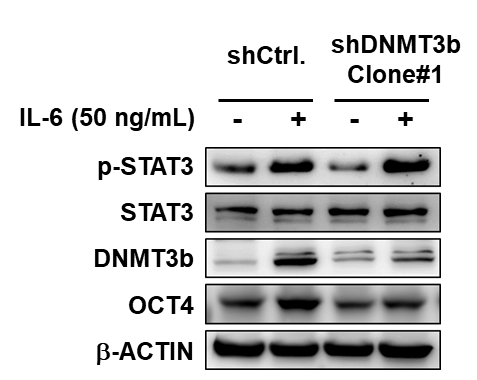 shCtrl.
shDNMT3b
Clone#1
IL-6 (50 ng/mL) - + - +
p-STAT3
STAT3
DNMT3b
OCT4
β-ACTIN